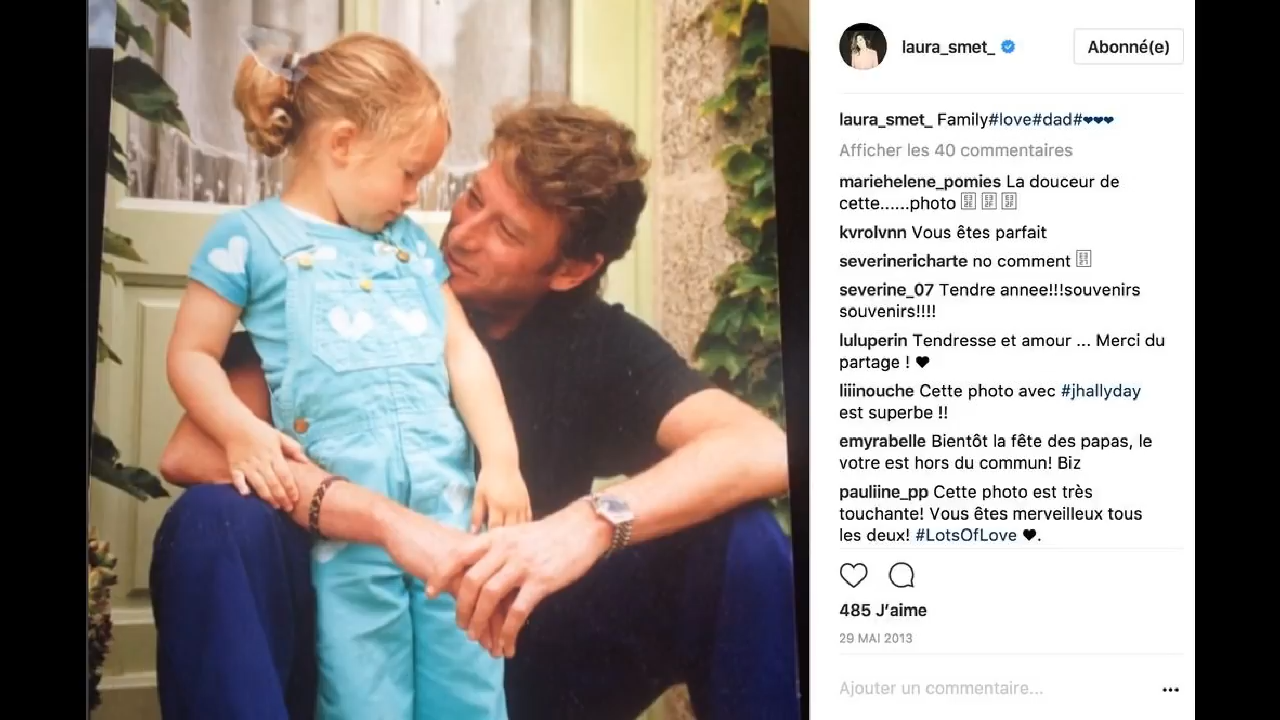 laura_smet_
Abonné(e)
laura_smet_ Family#love#dad#❤❤❤
Afficher les 40 commentaires
mariehelene_pomies La douceur de
cette......photo
kvrolvnn Vous êtes parfait
severinericharte no comment
severine_07 Tendre annee!!!souvenirs
souvenirs!!!!
luluperin Tendresse et amour ... Merci du
partage ! ♥
liiinouche Cette photo avec #jhallyday
est superbe !!
emyrabelle Bientôt la fête des papas, le
votre est hors du commun! Biz
pauliine_pp Cette photo est très
touchante! Vous êtes merveilleux tous
les deux! #LotsOfLove ♥.
485 J'aime
29 MAI 2013
Ajouter un commentaire...